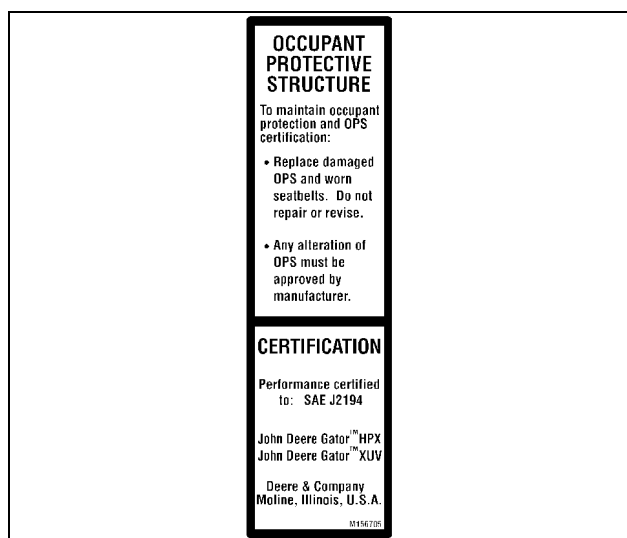 OCCUPANT
PROTECTIVE
STRUCTURE
To maintain occupant
protection and OPS
certification:
• Replace damaged
OPS and worn
seatbelts. Do not
repair or revise.
• Any alteration of
OPS must be
approved by
manufacturer.
CERTIFICATION
Performance certified
to: SAE J2194
John Deere Gator™HPX
John Deere Gator™XUV
Deere & Company
Moline, Illinois, U.S.A.
M156705